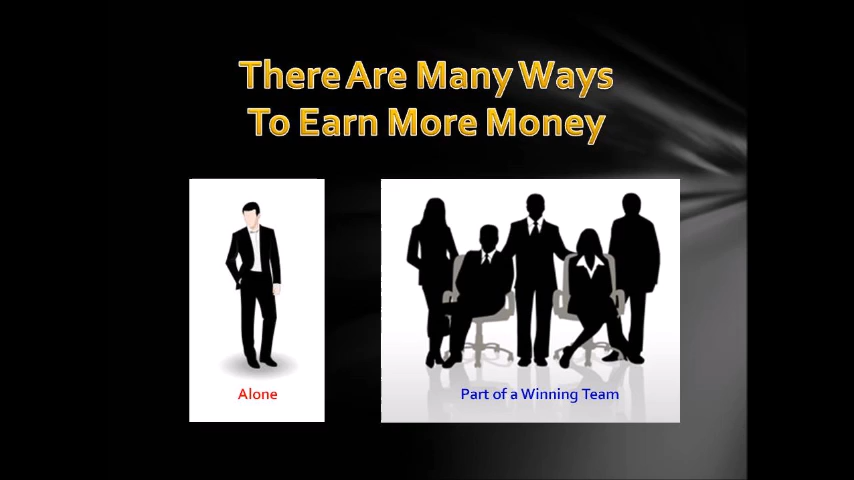 There Are Many Ways
To Earn More Money
Alone
Part of a Winning Team